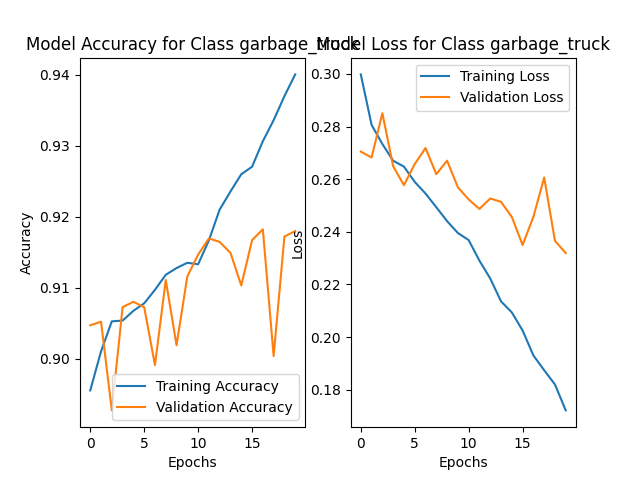 Model Accuracy for Class garbage_truck
0.94
0.93
0.92
0.91
0.90
Accuracy
Training Accuracy
Validation Accuracy
0
5
10
15
Epochs
Model Loss for Class garbage_truck
0.30
0.28
0.26
0.24
0.22
0.20
0.18
Loss
Training Loss
Validation Loss
0
5
10
15
Epochs